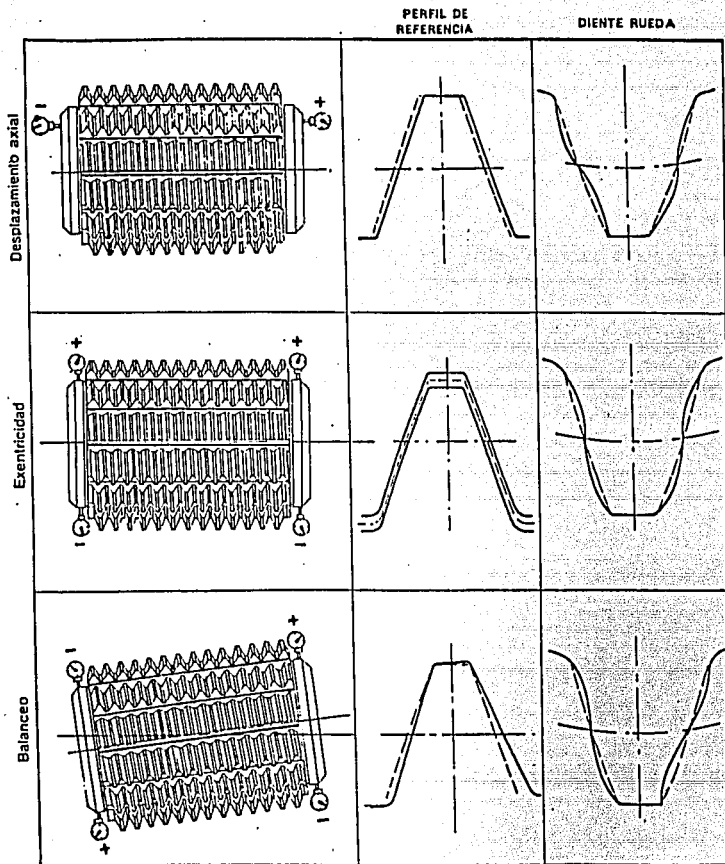 PERFIL DE
REFERENCIA
DIENTE RUEDA
Desplazamiento axial
- +
Exentricidad
+ +
- -
Balanceo
- +
+ -